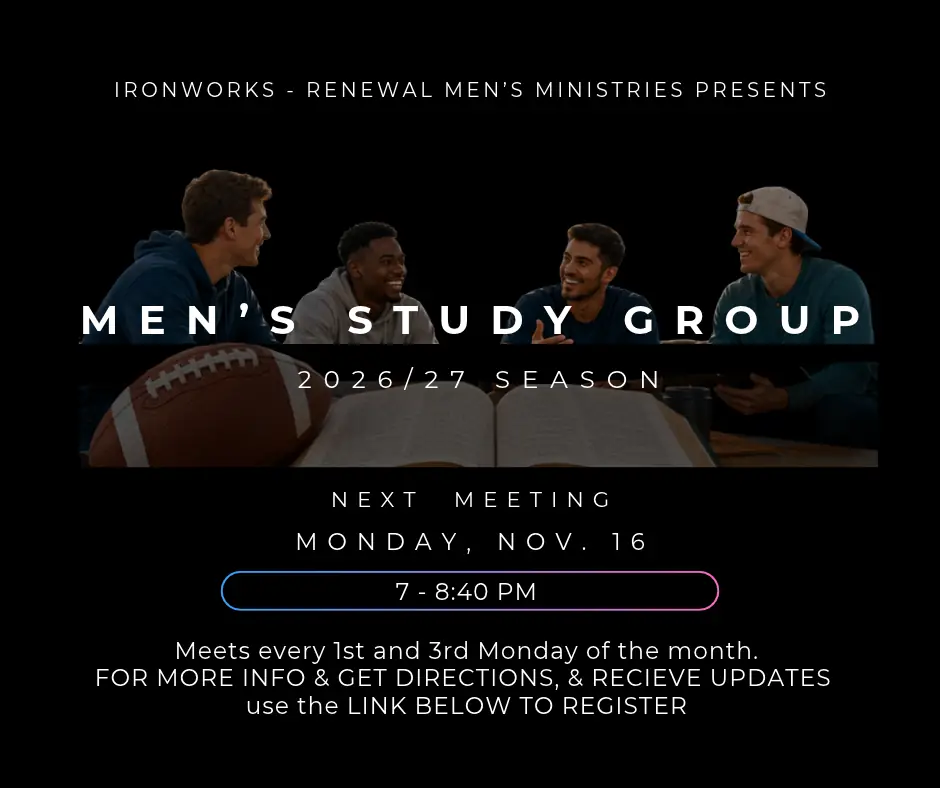 IRONWORKS - RENEWAL MEN’S MINISTRIES PRESENTS
MEN’S STUDY GROUP
2026/27 SEASON
NEXT MEETING
MONDAY, NOV. 16
7 - 8:40 PM
Meets every 1st and 3rd Monday of the month.
FOR MORE INFO & GET DIRECTIONS, & RECIEVE UPDATES
use the LINK BELOW TO REGISTER